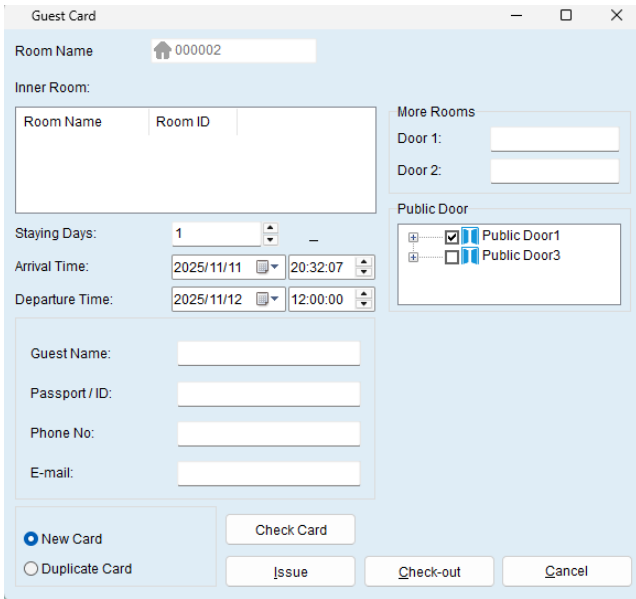 Guest Card
Room Name 000002
Inner Room:
Room Name Room ID
More Rooms
Door 1:
Door 2:
Public Door
Public Door1
Public Door3
Staying Days: 1 _
Arrival Time: 2025/11/11 20:32:07
Departure Time: 2025/11/12 12:00:00
Guest Name:
Passport / ID:
Phone No:
E-mail:
New Card
Duplicate Card
Check Card
Issue
Check-out
Cancel